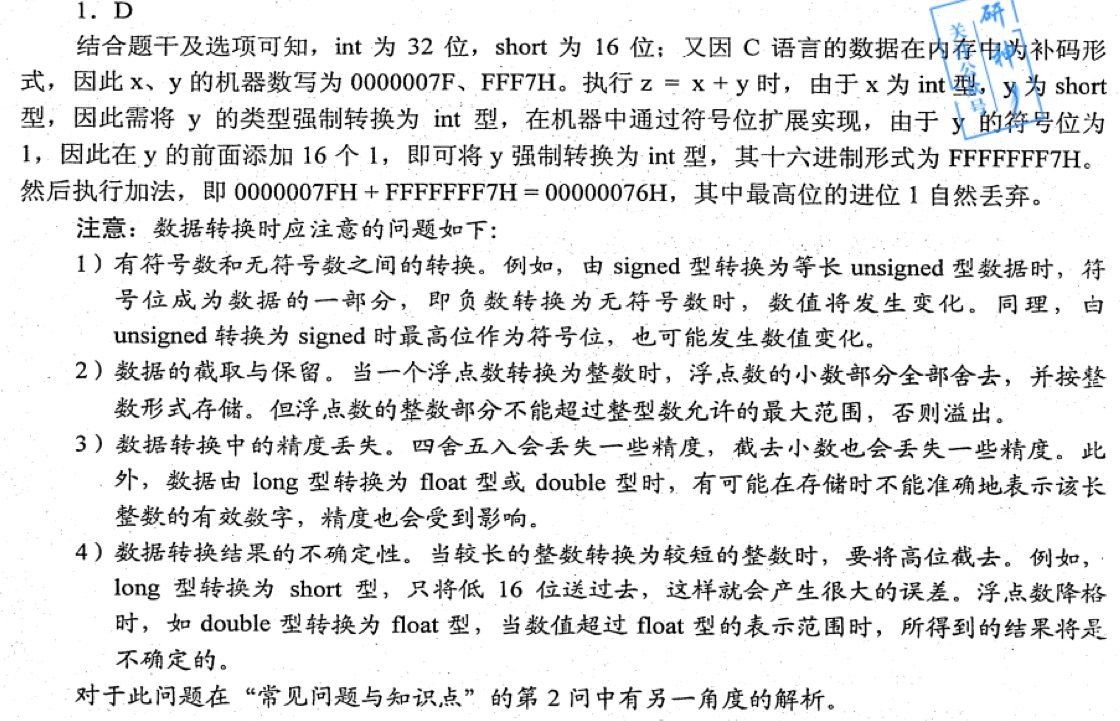 1．D
结合题干及选项可知，int 为 32 位，short 为 16 位；又因 C 语言的数据在内存中为补码形
式，因此 x、y 的机器数写为 0000007F、FFF7H。执行 z = x + y 时，由于 x 为 int 型，y 为 short
型，因此需将 y 的类型强制转换为 int 型，在机器中通过符号位扩展实现，由于 y 的符号位为
1，因此在 y 的前面添加 16 个 1，即可将 y 强制转换为 int 型，其十六进制形式为 FFFFFFF7H。
然后执行加法，即 0000007FH + FFFFFFF7H = 00000076H，其中最高位的进位 1 自然丢弃。
注意：数据转换时应注意的问题如下：
1）有符号数和无符号数之间的转换。例如，由 signed 型转换为等长 unsigned 型数据时，符
号位成为数据的一部分，即负数转换为无符号数时，数值将发生变化。同理，由
unsigned 转换为 signed 时最高位作为符号位，也可能发生数值变化。
2）数据的截取与保留。当一个浮点数转换为整数时，浮点数的小数部分全部舍去，并按整
数形式存储。但浮点数的整数部分不能超过整型数允许的最大范围，否则溢出。
3）数据转换中的精度丢失。四舍五入会丢失一些精度，截去小数也会丢失一些精度。此
外，数据由 long 型转换为 float 型或 double 型时，有可能在存储时不能准确地表示该长
整数的有效数字，精度也会受到影响。
4）数据转换结果的不确定性。当较长的整数转换为较短的整数时，要将高位截去。例如，
long 型转换为 short 型，只将低 16 位送过去，这样就会产生很大的误差。浮点数降格
时，如 double 型转换为 float 型，当数值超过 float 型的表示范围时，所得到的结果将是
不确定的。
对于此问题在“常见问题与知识点”的第 2 问中有另一角度的解析。